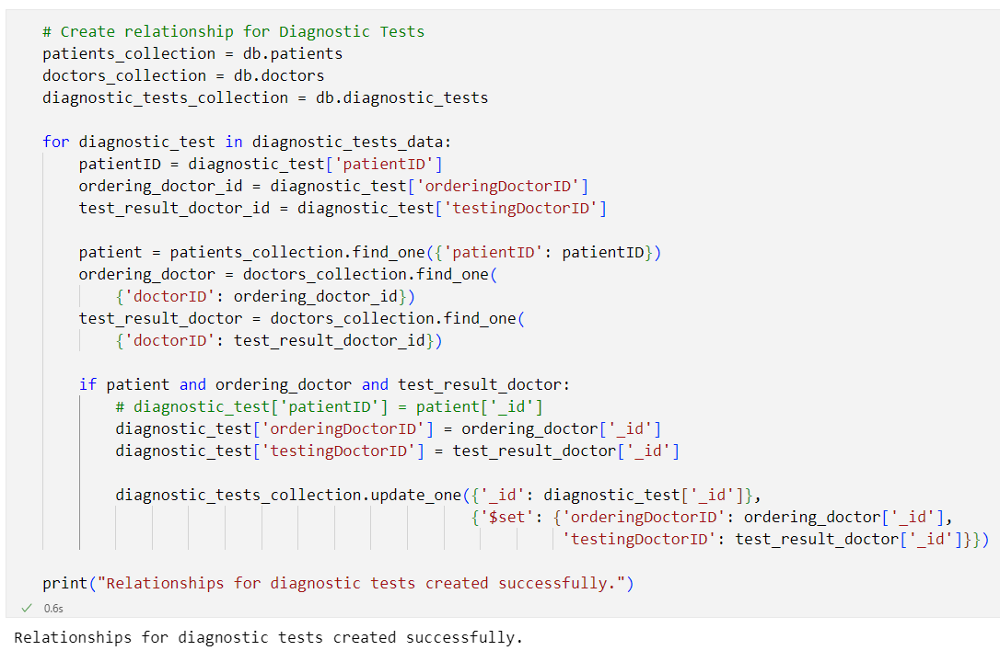 # Create relationship for Diagnostic Tests
patients_collection = db.patients
doctors_collection = db.doctors
diagnostic_tests_collection = db.diagnostic_tests

for diagnostic_test in diagnostic_tests_data:
    patientID = diagnostic_test['patientID']
    ordering_doctor_id = diagnostic_test['orderingDoctorID']
    test_result_doctor_id = diagnostic_test['testingDoctorID']

    patient = patients_collection.find_one({'patientID': patientID})
    ordering_doctor = doctors_collection.find_one(
        {'doctorID': ordering_doctor_id})
    test_result_doctor = doctors_collection.find_one(
        {'doctorID': test_result_doctor_id})

    if patient and ordering_doctor and test_result_doctor:
        # diagnostic_test['patientID'] = patient['_id']
        diagnostic_test['orderingDoctorID'] = ordering_doctor['_id']
        diagnostic_test['testingDoctorID'] = test_result_doctor['_id']

        diagnostic_tests_collection.update_one({'_id': diagnostic_test['_id']},
                                               {'$set': {'orderingDoctorID': ordering_doctor['_id'],
                                                         'testingDoctorID': test_result_doctor['_id']}})

print("Relationships for diagnostic tests created successfully.")
✓ 0.6s
Relationships for diagnostic tests created successfully.